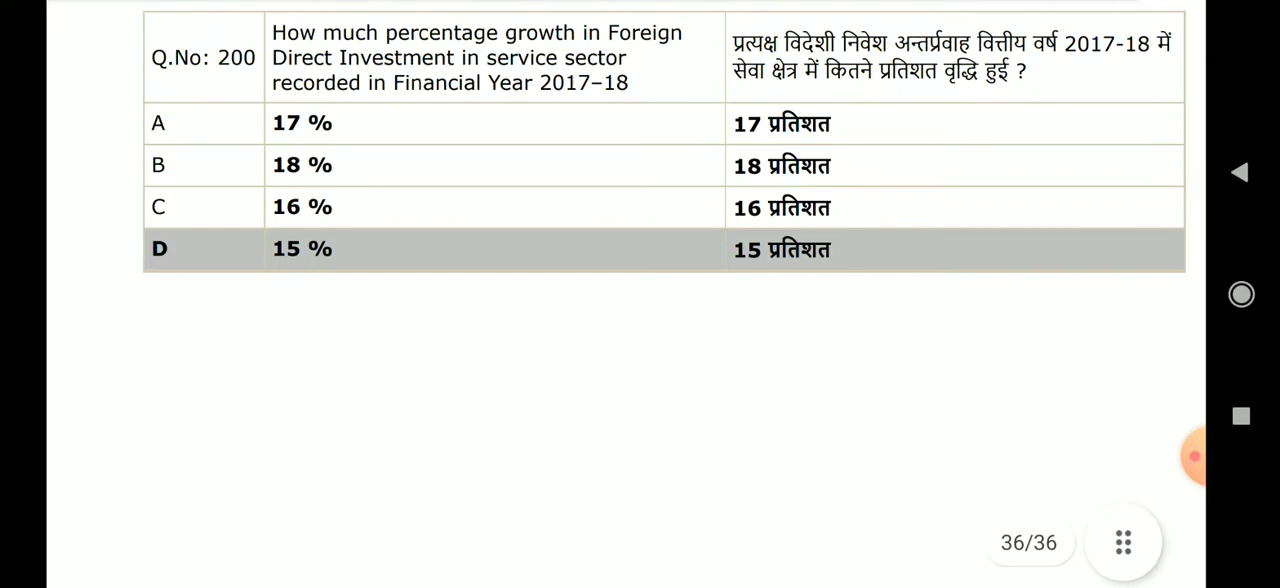 Q.No: 200
How much percentage growth in Foreign
Direct Investment in service sector
recorded in Financial Year 2017–18
प्रत्यक्ष विदेशी निवेश अन्तर्प्रवाह वित्तीय वर्ष 2017-18 में
सेवा क्षेत्र में कितने प्रतिशत वृद्धि हुई ?
A
17 %
17 प्रतिशत
B
18 %
18 प्रतिशत
C
16 %
16 प्रतिशत
D
15 %
15 प्रतिशत
36/36